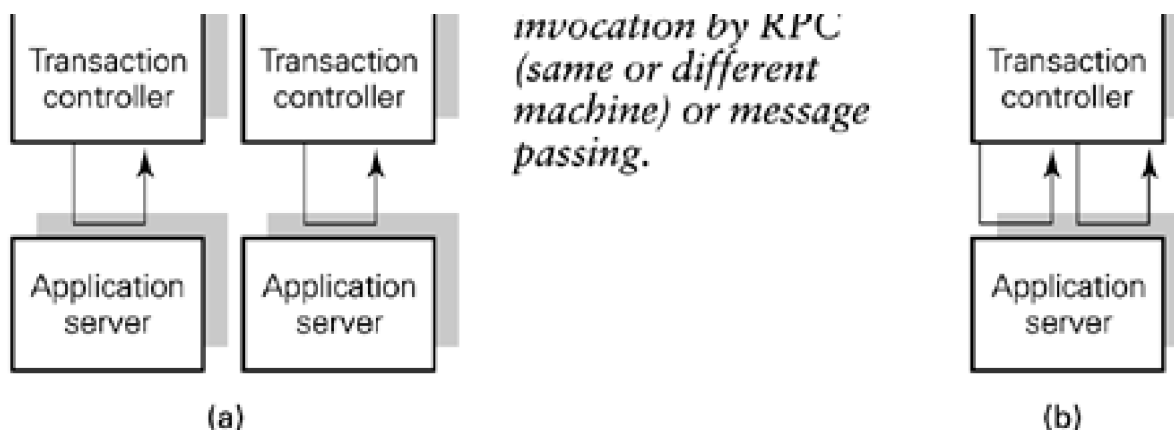 Transaction
controller
Transaction
controller
invocation by RPC
(same or different
machine) or message
passing.
Transaction
controller
Application
server
Application
server
Application
server
(a)
(b)